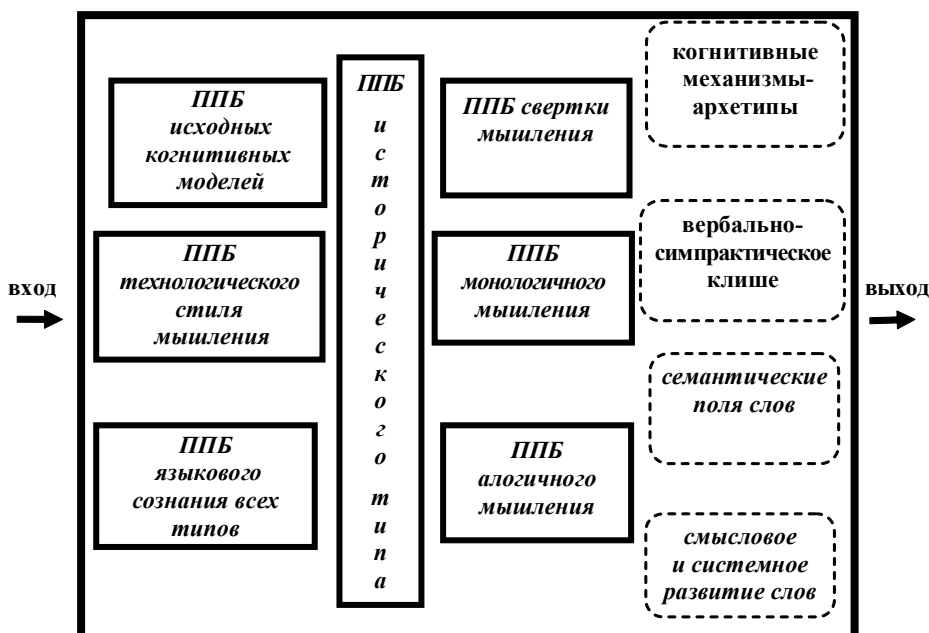 вход
ППБ
исходных
когнитивных
моделей
ППБ
технологического
стиля
мышления
ППБ
языкового
сознания всех
типов
ППБ
и
с
т
о
р
и
ч
е
с
к
о
г
о
т
и
п
а
ППБ свертки
мышления
ППБ
монологичного
мышления
ППБ
алогичного
мышления
когнитивные
механизмы-
архетипы
вербально-
симпрактическое
клише
семантические
поля слов
смысловое
и системное
развитие слов
выход